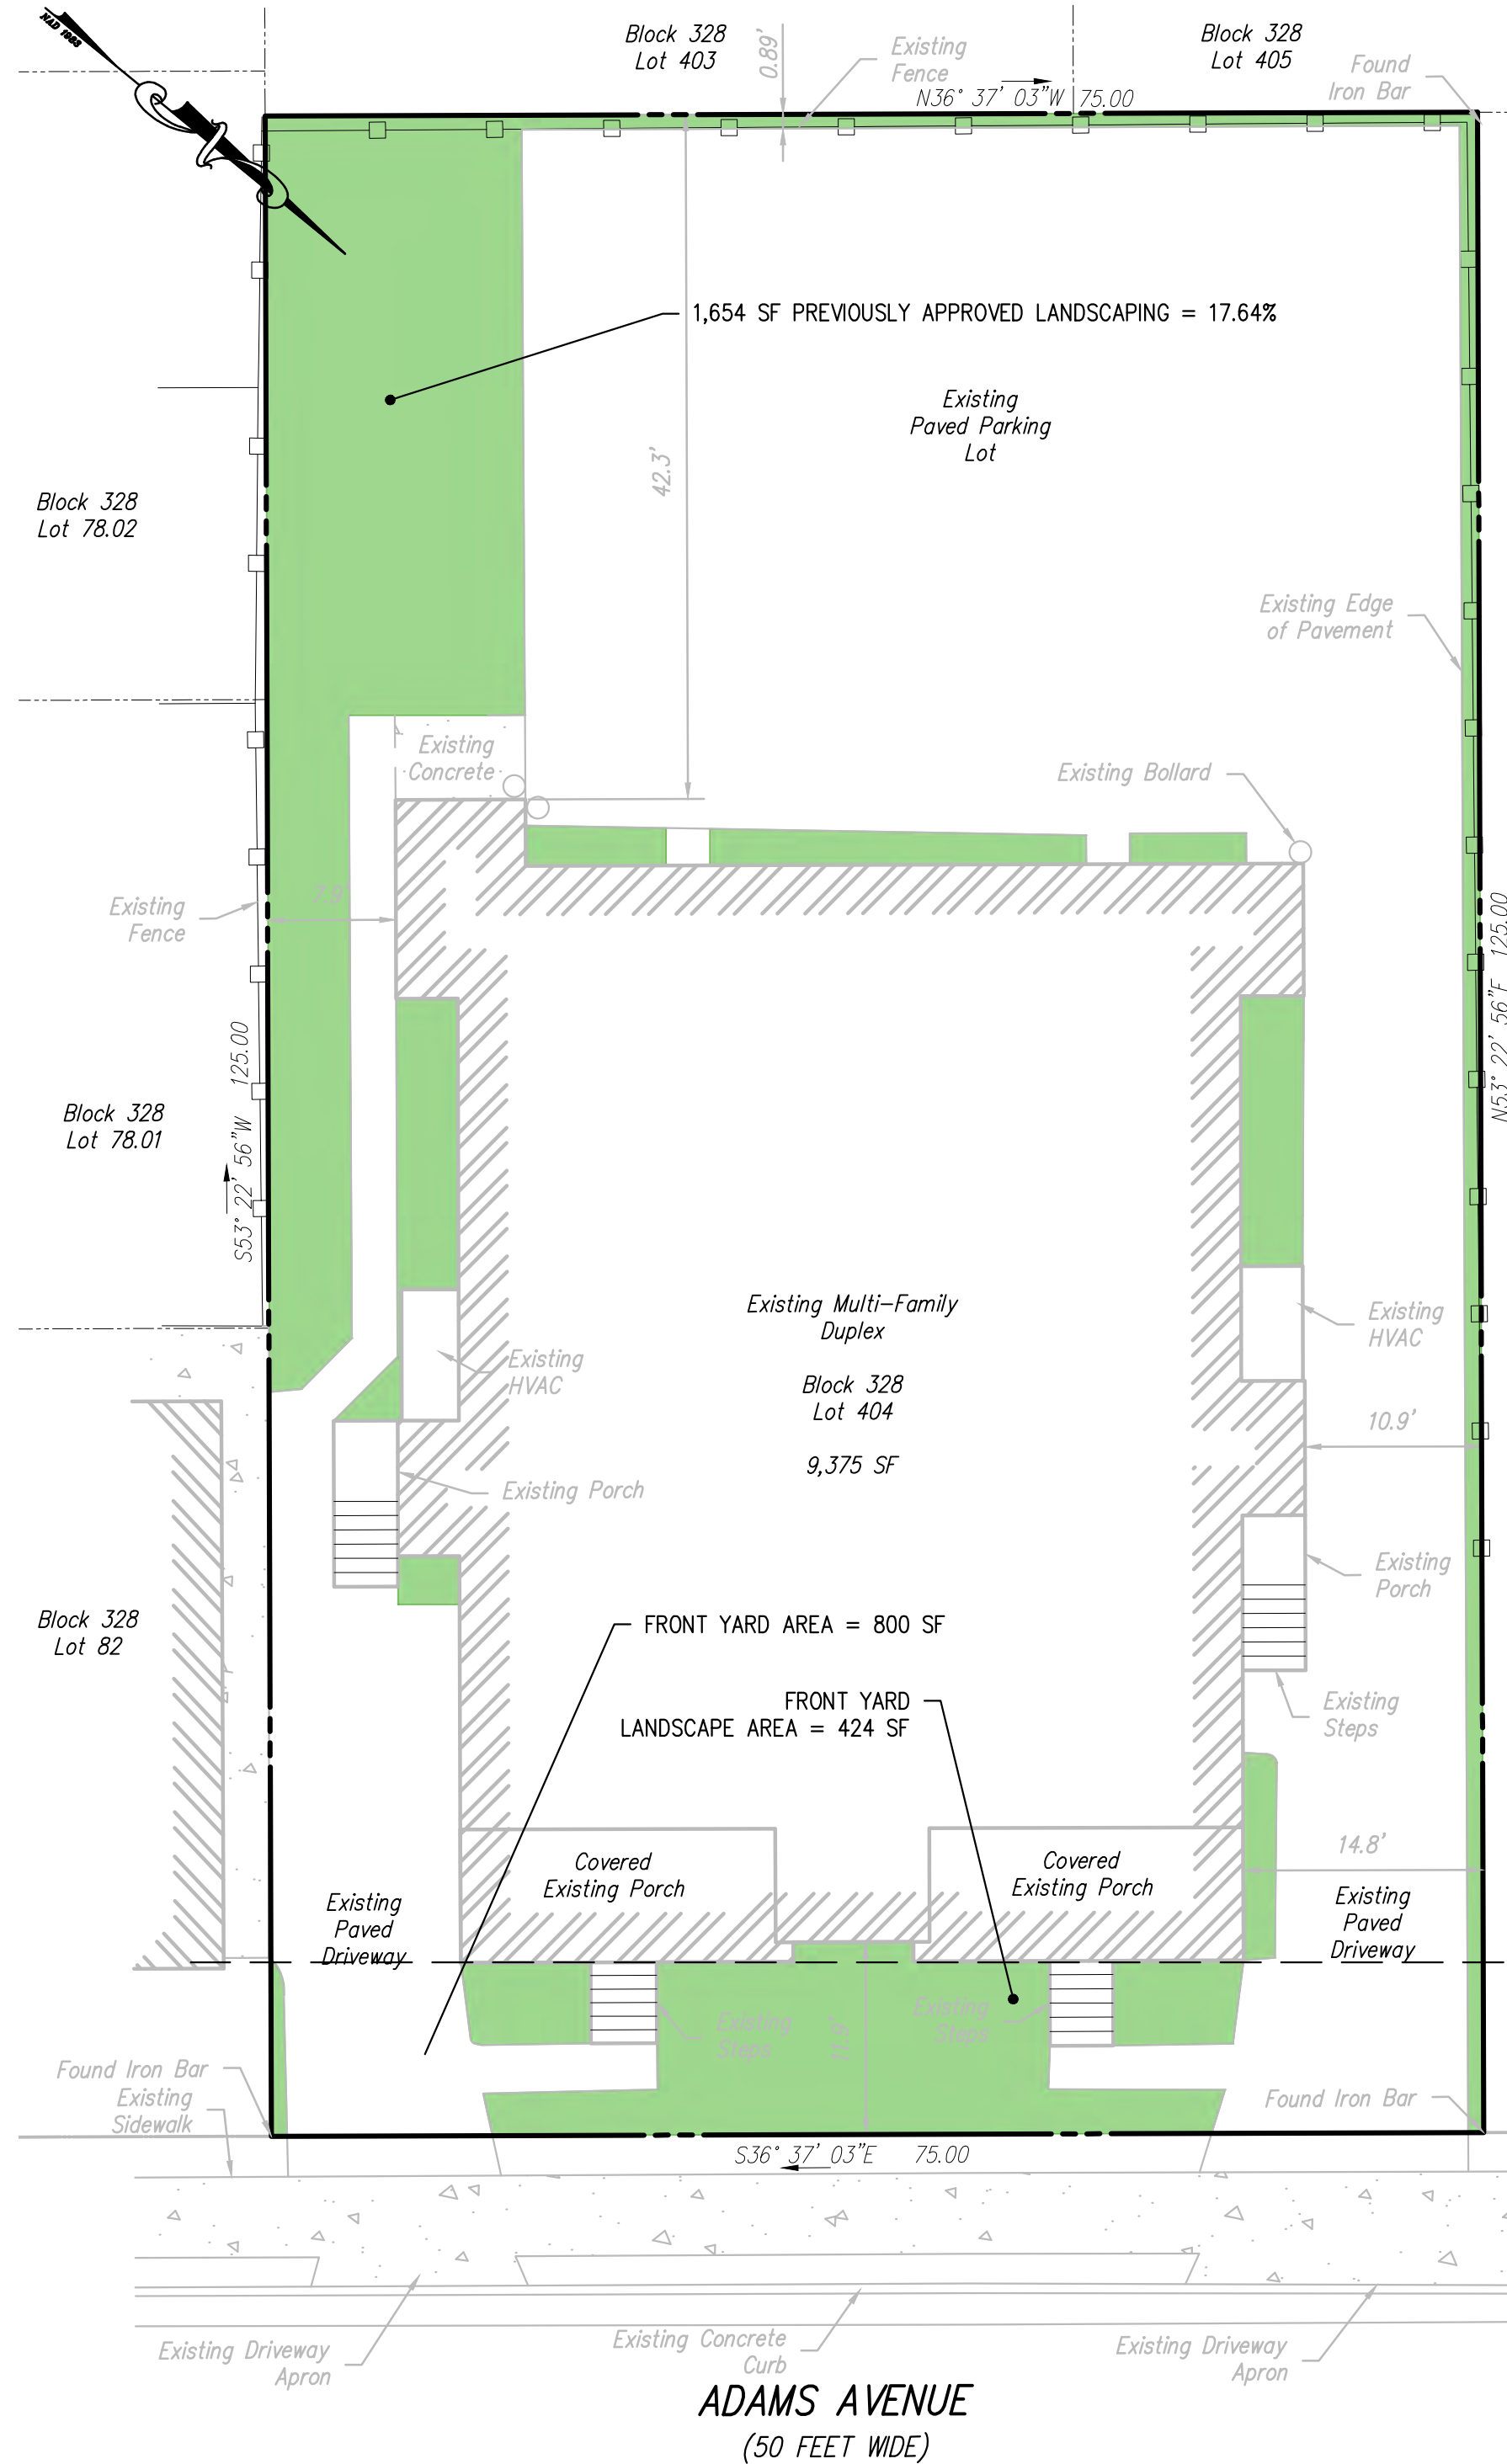 NAD 1983
Block 328
Lot 403
0.89'
Existing
Fence
Block 328
Lot 405
Found
Iron Bar
N36° 37' 03"W 75.00
1,654 SF PREVIOUSLY APPROVED LANDSCAPING = 17.64%
Existing
Paved Parking
Lot
42.3'
Block 328
Lot 78.02
Existing Edge
of Pavement
Existing
Concrete
Existing Bollard
7.9'
Existing
Fence
N53° 22' 56"E 125.00
S53° 22' 56"W 125.00
Block 328
Lot 78.01
Existing Multi-Family
Duplex
Block 328
Lot 404
9,375 SF
Existing
HVAC
Existing
HVAC
10.9'
Existing Porch
Existing
Porch
Block 328
Lot 82
FRONT YARD AREA = 800 SF
FRONT YARD
LANDSCAPE AREA = 424 SF
Existing
Steps
14.8'
Covered
Existing Porch
Covered
Existing Porch
Existing
Paved
Driveway
Existing
Paved
Driveway
Existing
Steps
11.9'
Existing
Steps
Found Iron Bar
Existing
Sidewalk
Found Iron Bar
S36° 37' 03"E 75.00
Existing Driveway
Apron
Existing Concrete
Curb
Existing Driveway
Apron
ADAMS AVENUE
(50 FEET WIDE)